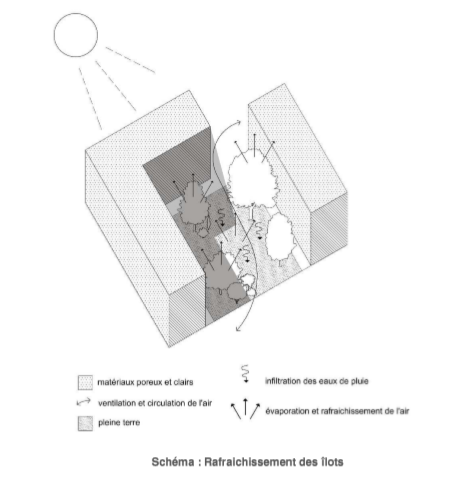 matériaux poreux et clairs
infiltration des eaux de pluie
ventilation et circulation de l'air
évaporation et rafraichissement de l'air
pleine terre
Schéma : Rafraichissement des îlots